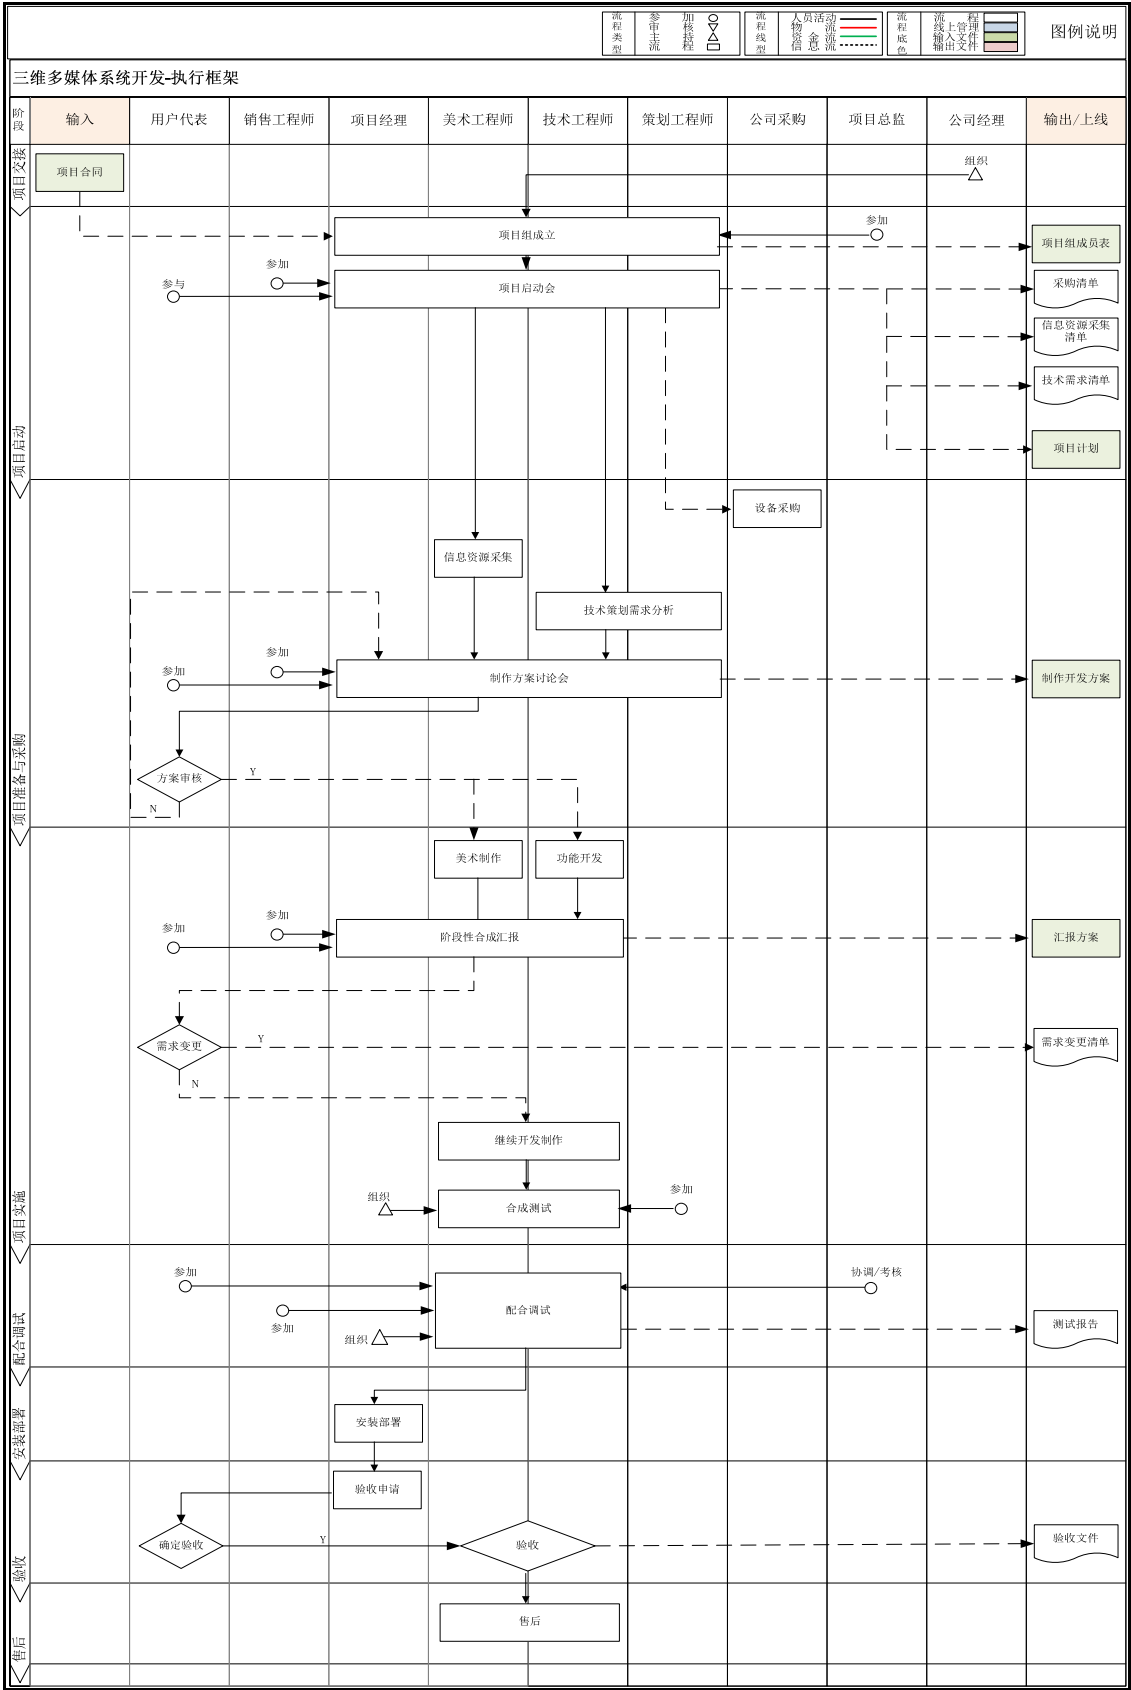 流程类型
参 加
审 核
主 持
流 程
流程线型
人员活动
物 流
资 金 流
信 息 流
流程底色
流 程
线上管理
输入文件
输出文件
图例说明
三维多媒体系统开发-执行框架
阶段
输入
用户代表
销售工程师
项目经理
美术工程师
技术工程师
策划工程师
公司采购
项目总监
公司经理
输出/上线
项目交接
项目合同
组织
项目启动
项目组成立
参加
项目组成员表
参加
参与
项目启动会
采购清单
信息资源采集
清单
技术需求清单
项目计划
项目准备与采购
设备采购
信息资源采集
技术策划需求分析
参加
参加
制作方案讨论会
制作开发方案
方案审核
Y
N
项目实施
美术制作
功能开发
参加
参加
阶段性合成汇报
汇报方案
需求变更
Y
需求变更清单
N
继续开发制作
组织
合成测试
参加
配合调试
参加
协调/考核
参加
配合调试
组织
测试报告
安装部署
安装部署
验收
验收申请
确定验收
Y
验收
验收文件
售后
售后